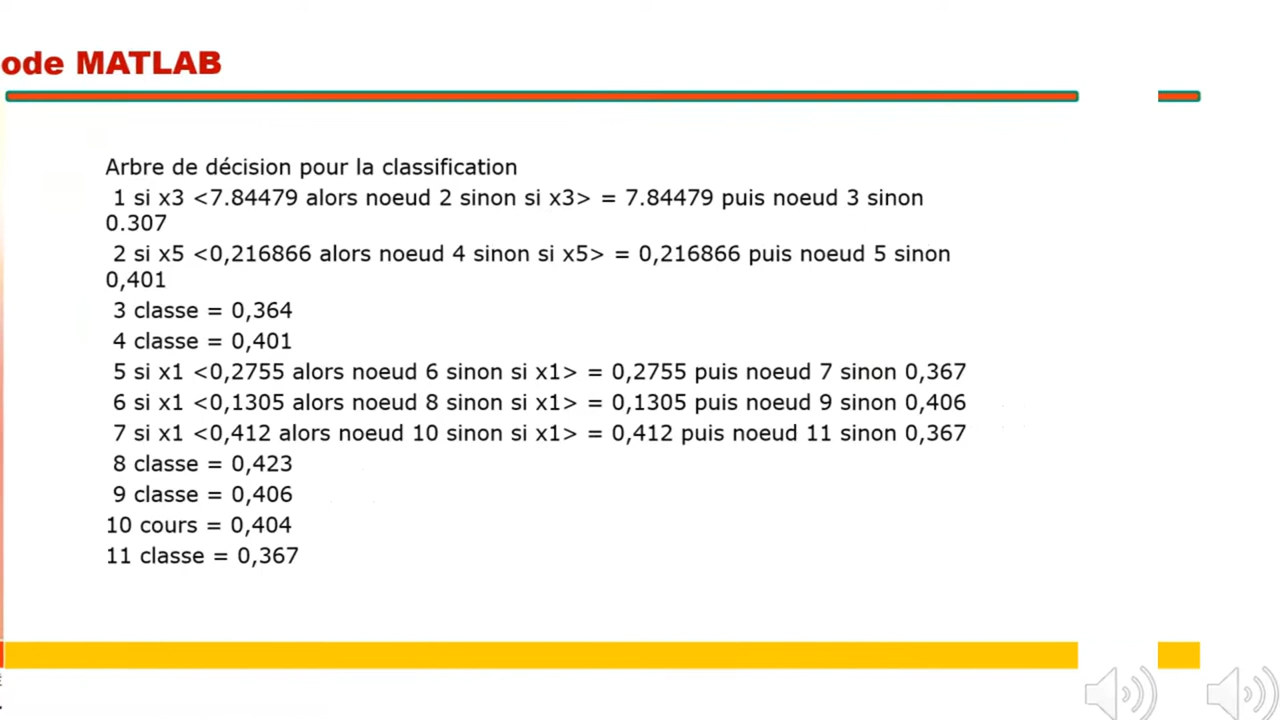 ode MATLAB
Arbre de décision pour la classification
1 si x3 <7.84479 alors noeud 2 sinon si x3> = 7.84479 puis noeud 3 sinon
0.307
2 si x5 <0,216866 alors noeud 4 sinon si x5> = 0,216866 puis noeud 5 sinon
0,401
3 classe = 0,364
4 classe = 0,401
5 si x1 <0,2755 alors noeud 6 sinon si x1> = 0,2755 puis noeud 7 sinon 0,367
6 si x1 <0,1305 alors noeud 8 sinon si x1> = 0,1305 puis noeud 9 sinon 0,406
7 si x1 <0,412 alors noeud 10 sinon si x1> = 0,412 puis noeud 11 sinon 0,367
8 classe = 0,423
9 classe = 0,406
10 cours = 0,404
11 classe = 0,367